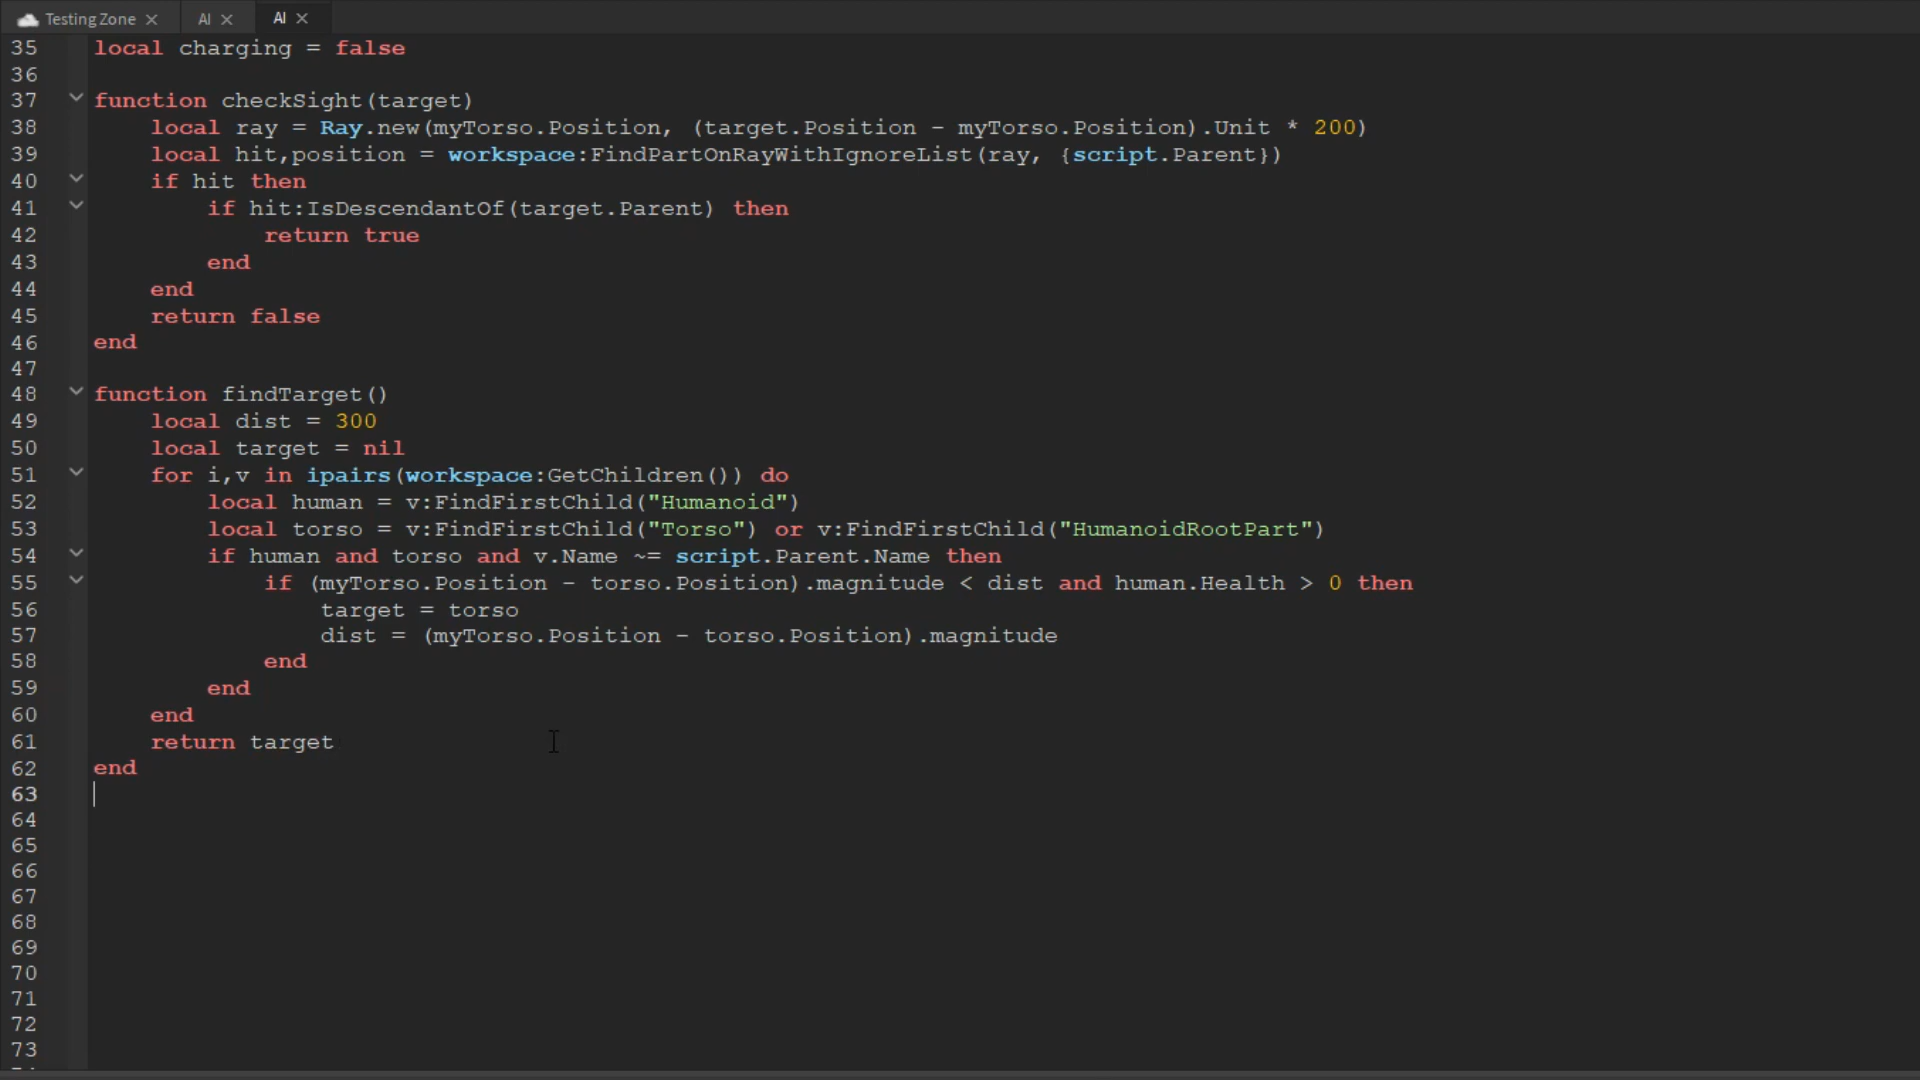 Testing Zone AI AI
35 local charging = false
36
37 function checkSight(target)
38 local ray = Ray.new(myTorso.Position, (target.Position - myTorso.Position).Unit * 200)
39 local hit,position = workspace:FindPartOnRayWithIgnoreList(ray, {script.Parent})
40 if hit then
41 if hit:IsDescendantOf(target.Parent) then
42 return true
43 end
44 end
45 return false
46 end
47
48 function findTarget()
49 local dist = 300
50 local target = nil
51 for i,v in ipairs(workspace:GetChildren()) do
52 local human = v:FindFirstChild("Humanoid")
53 local torso = v:FindFirstChild("Torso") or v:FindFirstChild("HumanoidRootPart")
54 if human and torso and v.Name ~= script.Parent.Name then
55 if (myTorso.Position - torso.Position).magnitude < dist and human.Health > 0 then
56 target = torso
57 dist = (myTorso.Position - torso.Position).magnitude
58 end
59 end
60 end
61 return target
62 end
63
64
65
66
67
68
69
70
71
72
73